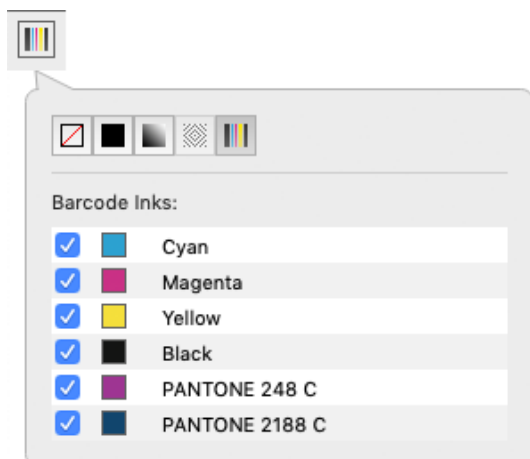 Barcode Inks:
Cyan
Magenta
Yellow
Black
PANTONE 248 C
PANTONE 2188 C